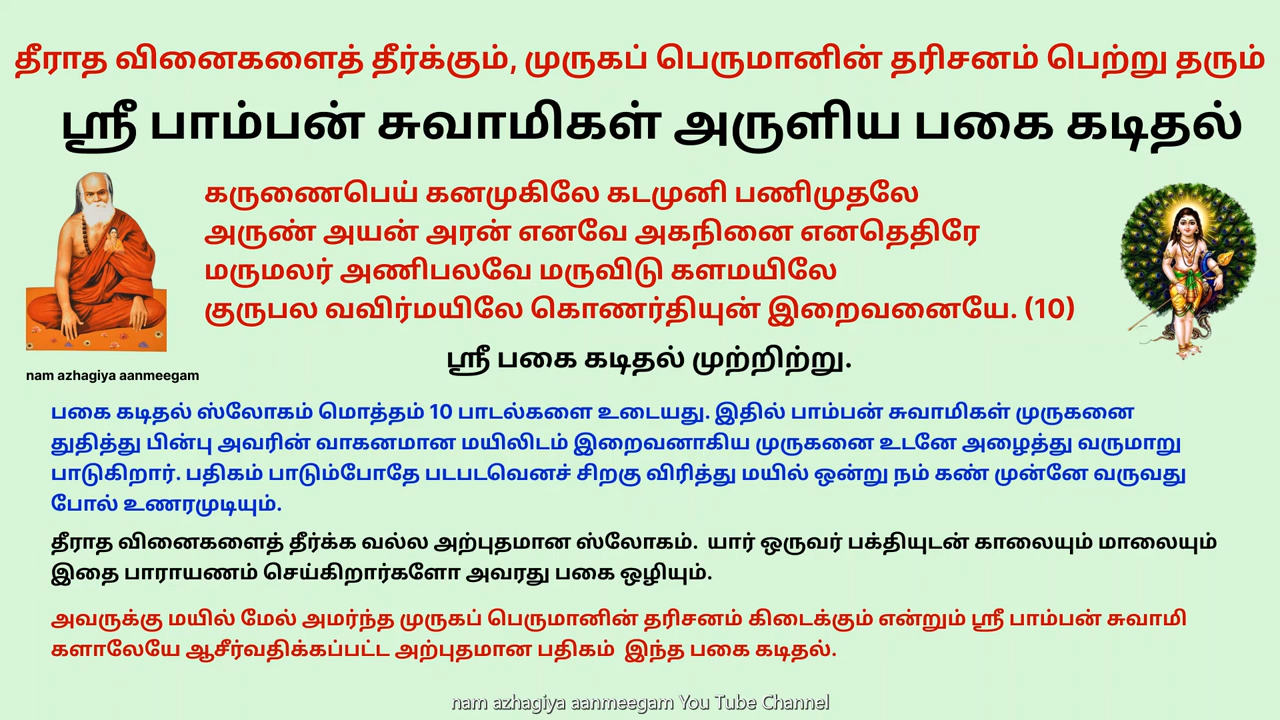 தீராத வினைகளைத் தீர்க்கும், முருகப் பெருமானின் தரிசனம் பெற்று தரும்
ஸ்ரீ பாம்பன் சுவாமிகள் அருளிய பகை கடிதல்
கருணைபெய் கனமுகிலே கடமுனி பணிமுதலே
அருண் அயன் அரன் எனவே அகநினை எனதெதிரே
மருமலர் அணிபலவே மருவிடு களமயிலே
குருபல வவிர்மயிலே கொணர்தியுன் இறைவனையே. (10)
ஸ்ரீ பகை கடிதல் முற்றிற்று.
nam azhagiya aanmeegam
பகை கடிதல் ஸ்லோகம் மொத்தம் 10 பாடல்களை உடையது. இதில் பாம்பன் சுவாமிகள் முருகனை
துதித்து பின்பு அவரின் வாகனமான மயிலிடம் இறைவனாகிய முருகனை உடனே அழைத்து வருமாறு
பாடுகிறார். பதிகம் பாடும்போதே படபடவெனச் சிறகு விரித்து மயில் ஒன்று நம் கண் முன்னே வருவது
போல் உணரமுடியும்.
தீராத வினைகளைத் தீர்க்க வல்ல அற்புதமான ஸ்லோகம். யார் ஒருவர் பக்தியுடன் காலையும் மாலையும்
இதை பாராயணம் செய்கிறார்களோ அவரது பகை ஒழியும்.
அவருக்கு மயில் மேல் அமர்ந்த முருகப் பெருமானின் தரிசனம் கிடைக்கும் என்றும் ஸ்ரீ பாம்பன் சுவாமி
களாலேயே ஆசீர்வதிக்கப்பட்ட அற்புதமான பதிகம் இந்த பகை கடிதல்.
nam azhagiya aanmeegam You Tube Channel